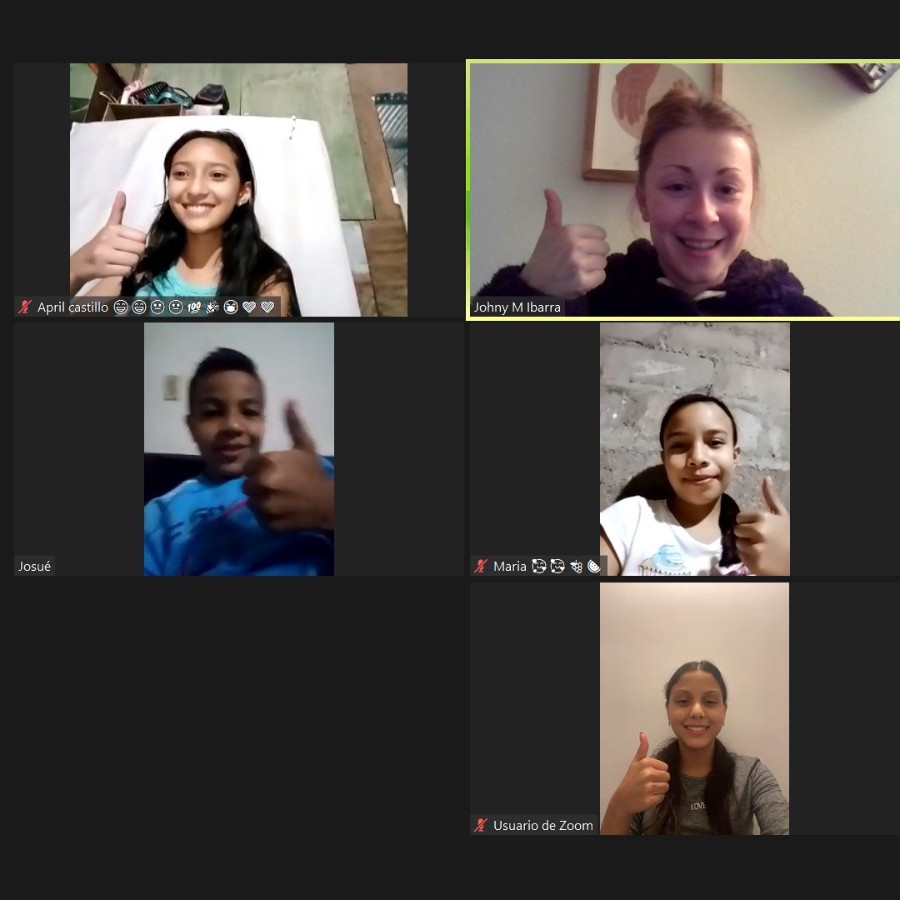 April castillo 😄😄🙂🙂💯🎉😭💖💖
Johny M Ibarra
Josué
Maria 🥰🥰🍇🍉
LOVE
Usuario de Zoom